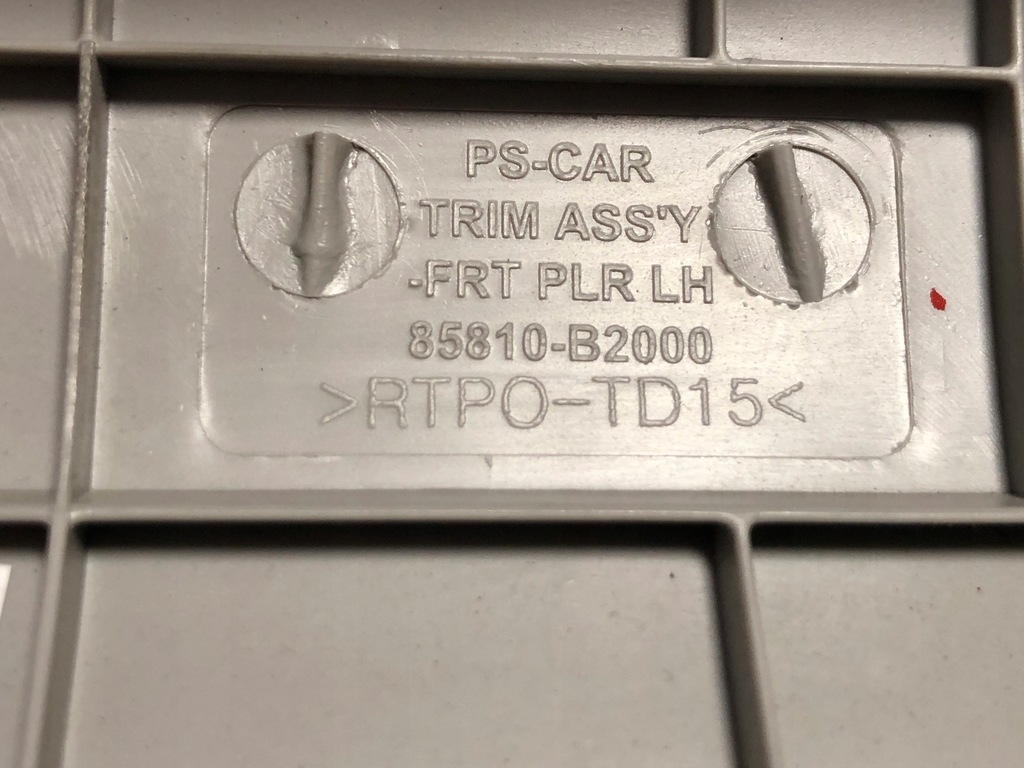 PS-CAR
TRIM ASS'Y
-FRT PLR LH
85810-B2000
>RTPO-TD15<